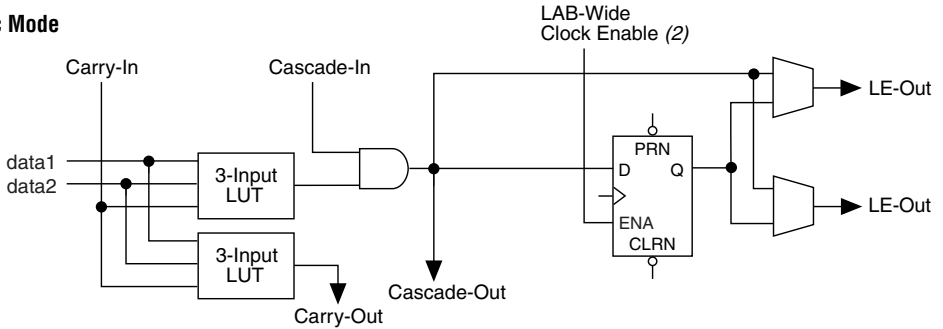 Mode
LAB-Wide
Clock Enable (2)
Carry-In
Cascade-In
LE-Out
PRN
data1
data2
3-Input
LUT
D
Q
LE-Out
ENA
CLRN
3-Input
LUT
Cascade-Out
Carry-Out